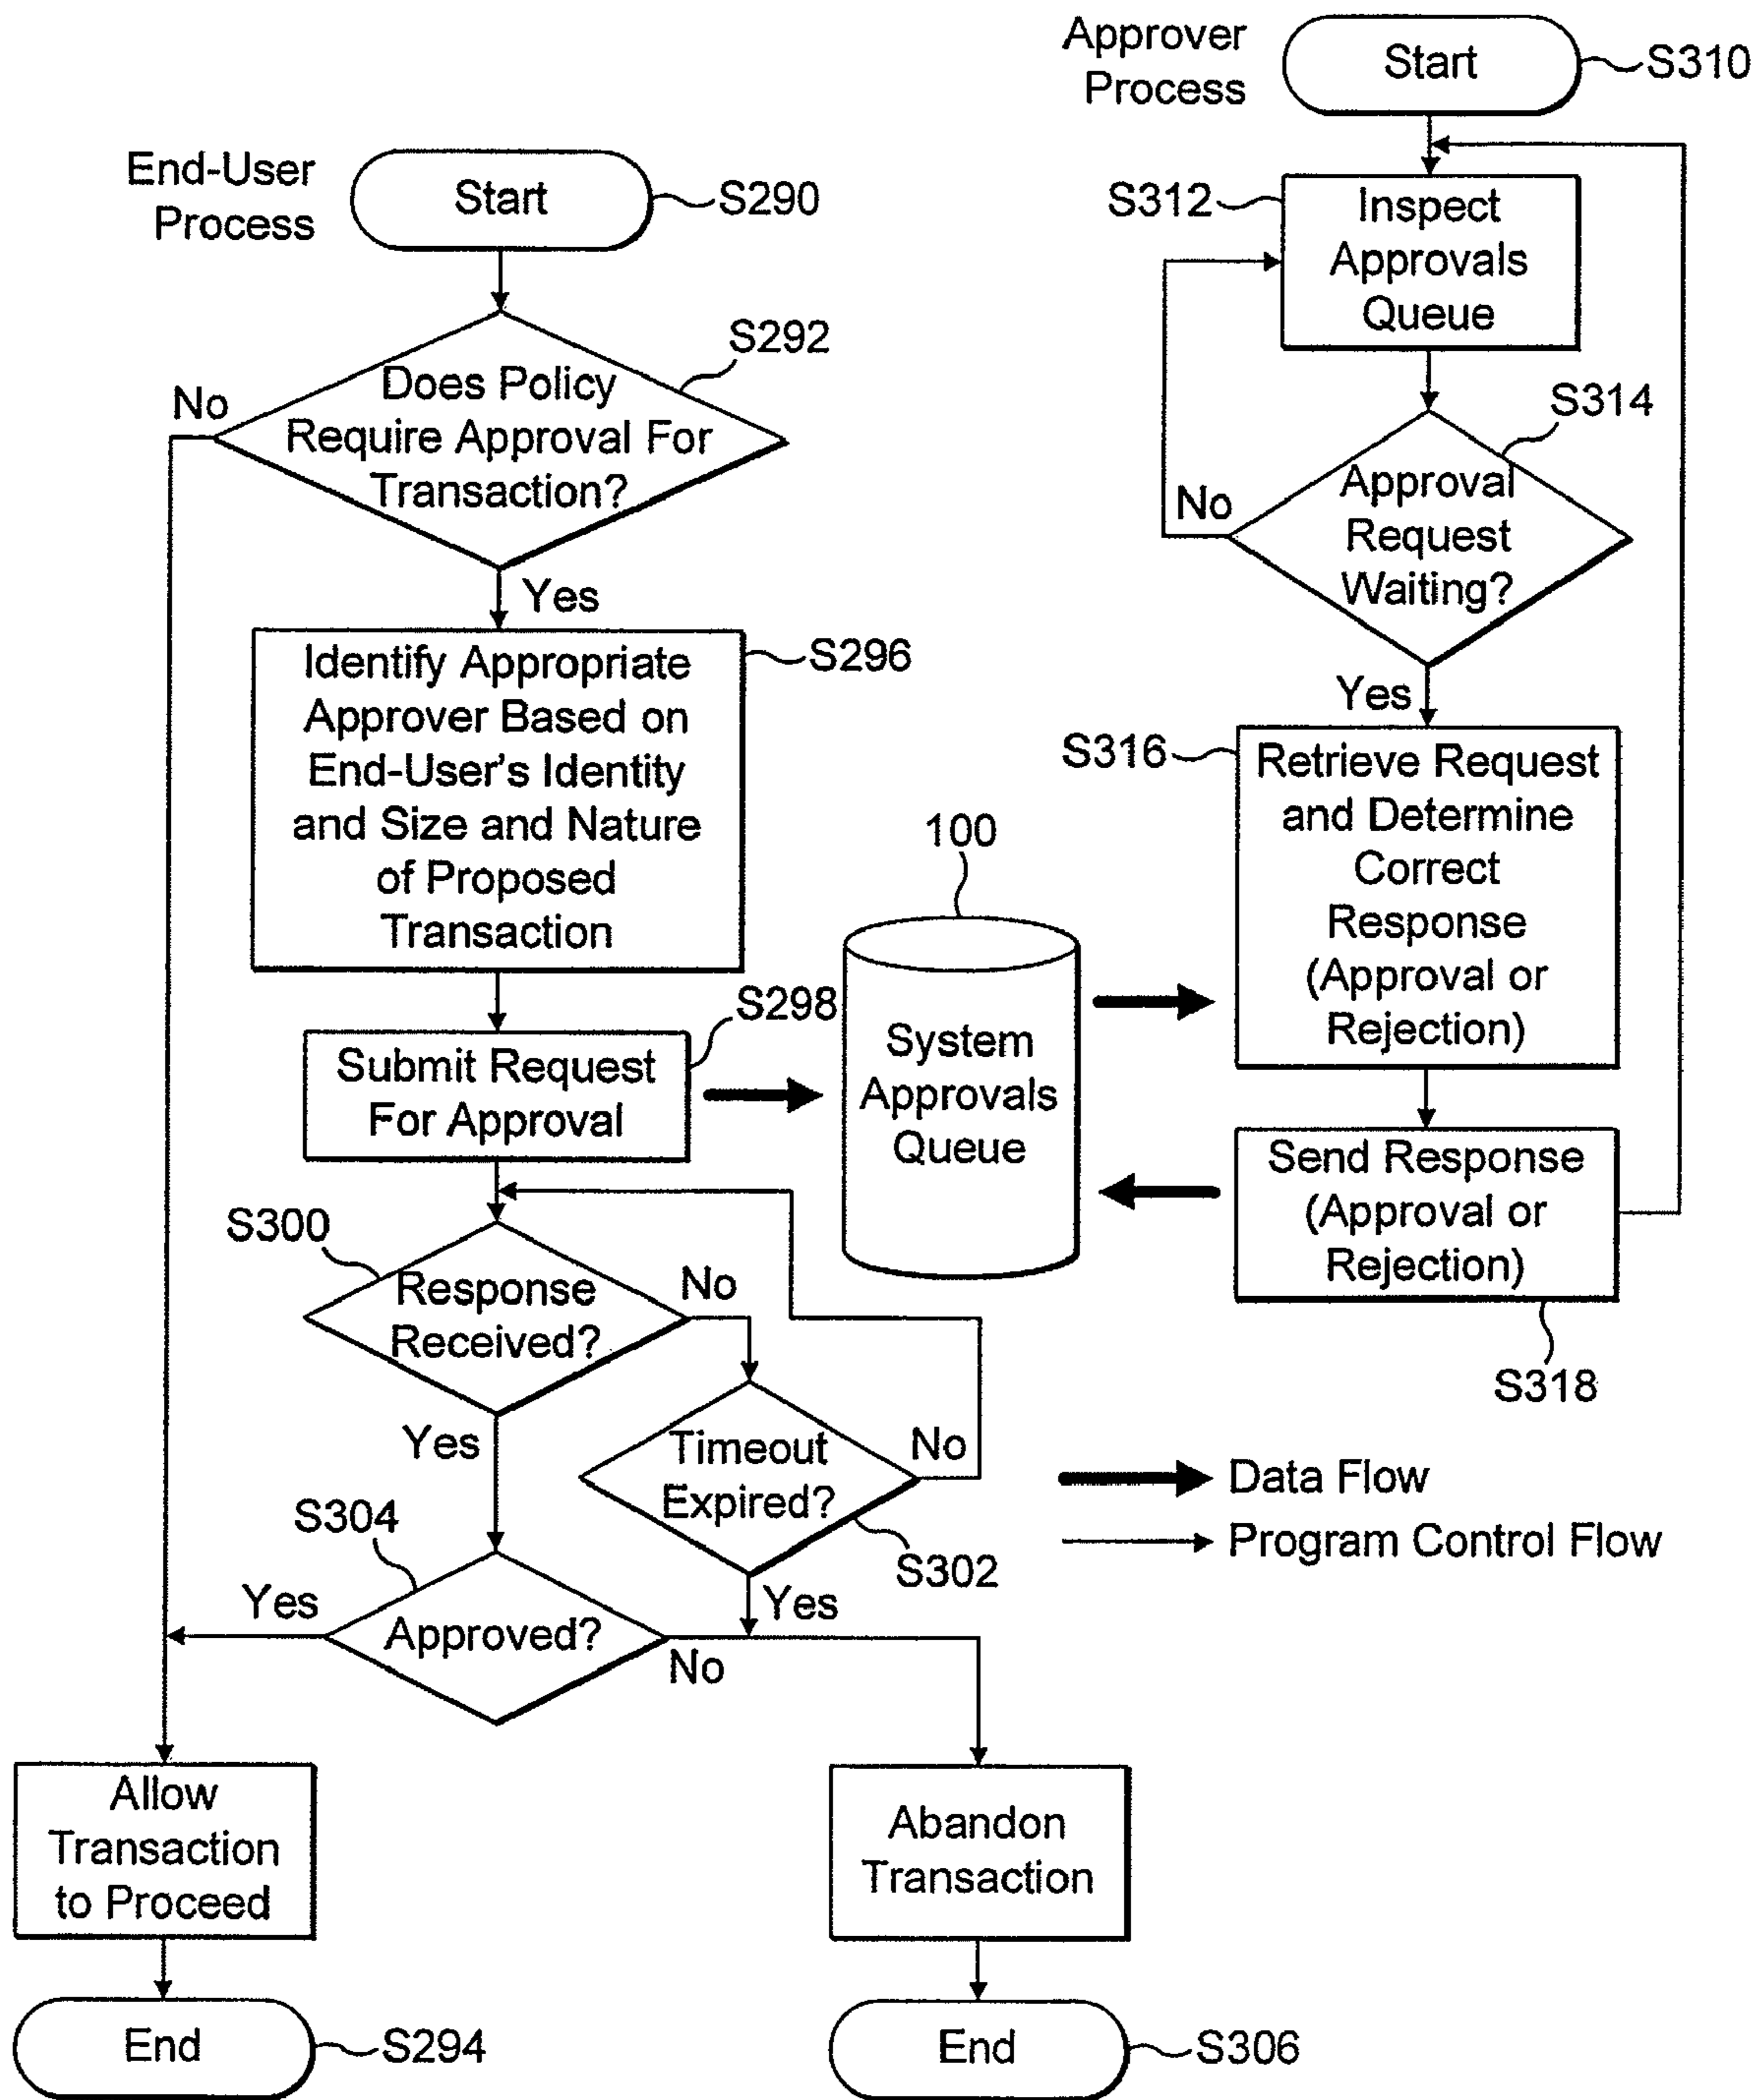 Approver
Process
Start
S310
End-User
Process
Start
S290
S312
Inspect
Approvals
Queue
S292
No
Does Policy
Require Approval For
Transaction?
Yes
S314
No
Approval
Request
Waiting?
Yes
S296
Identify Appropriate
Approver Based on
End-User's Identity
and Size and Nature
of Proposed
Transaction
S316
Retrieve Request
and Determine
Correct
Response
(Approval or
Rejection)
100
System
Approvals
Queue
S298
Submit Request
For Approval
Send Response
(Approval or
Rejection)
S318
S300
Response
Received?
No
Yes
Timeout
Expired?
No
S302
Yes
Data Flow
Program Control Flow
S304
Yes
Approved?
No
Allow
Transaction
to Proceed
Abandon
Transaction
End
S294
End
S306